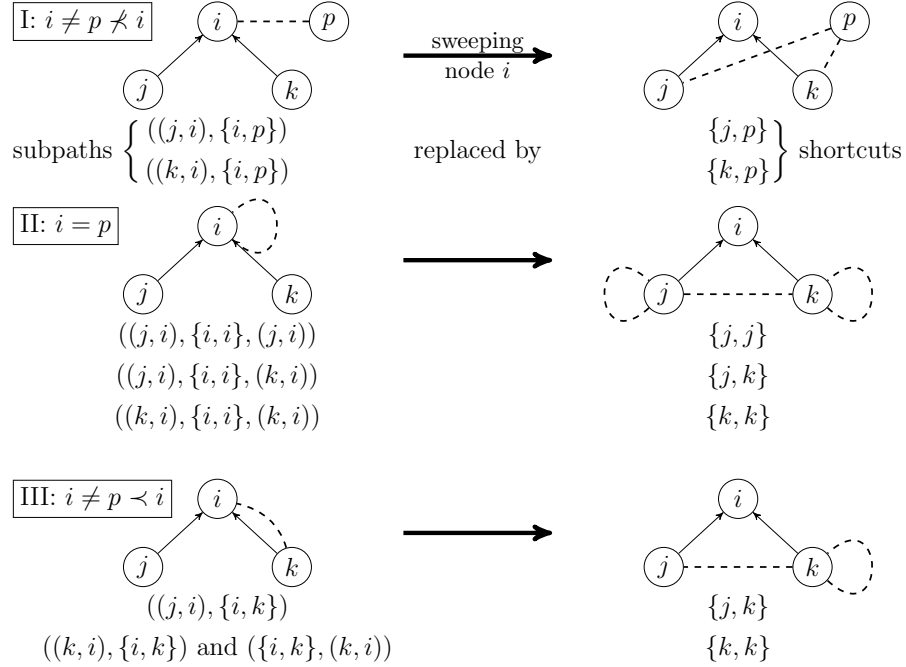 I: i ≠ p ⊀ i
i p
j k
sweeping
node i
i p
j k
subpaths { ((j, i), {i, p})
((k, i), {i, p})
replaced by
{j, p}
{k, p} } shortcuts
II: i = p
i
j k
i
j k
((j, i), {i, i}, (j, i))
((j, i), {i, i}, (k, i))
((k, i), {i, i}, (k, i))
{j, j}
{j, k}
{k, k}
III: i ≠ p ≺ i
i
j k
i
j k
((j, i), {i, k})
((k, i), {i, k}) and ({i, k}, (k, i))
{j, k}
{k, k}